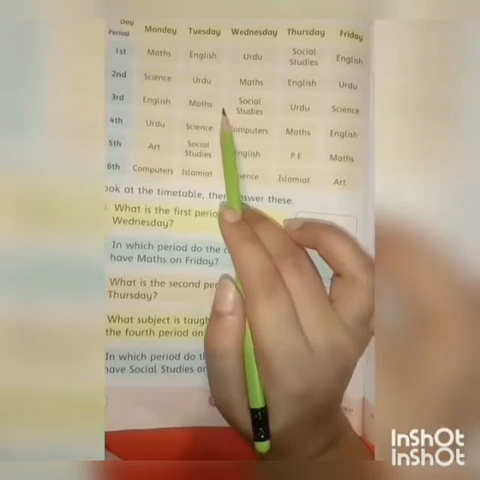 Day
Period Monday Tuesday Wednesday Thursday Friday
1st Maths English Urdu Social Studies English
2nd Science Urdu Maths English Urdu
3rd English Maths Social Studies Urdu Science
4th Urdu Science Computers Maths English
5th Art Social Studies English P.E Maths
6th Computers Islamiat Islamiat Art
at the timetable, then answer these.
What is the first
Wednesday?
In which period do the
have Maths on Friday?
What is the second
Thursday?
What subject is
the fourth period on
In which period do
have Social Studies
InShOt
InShOt